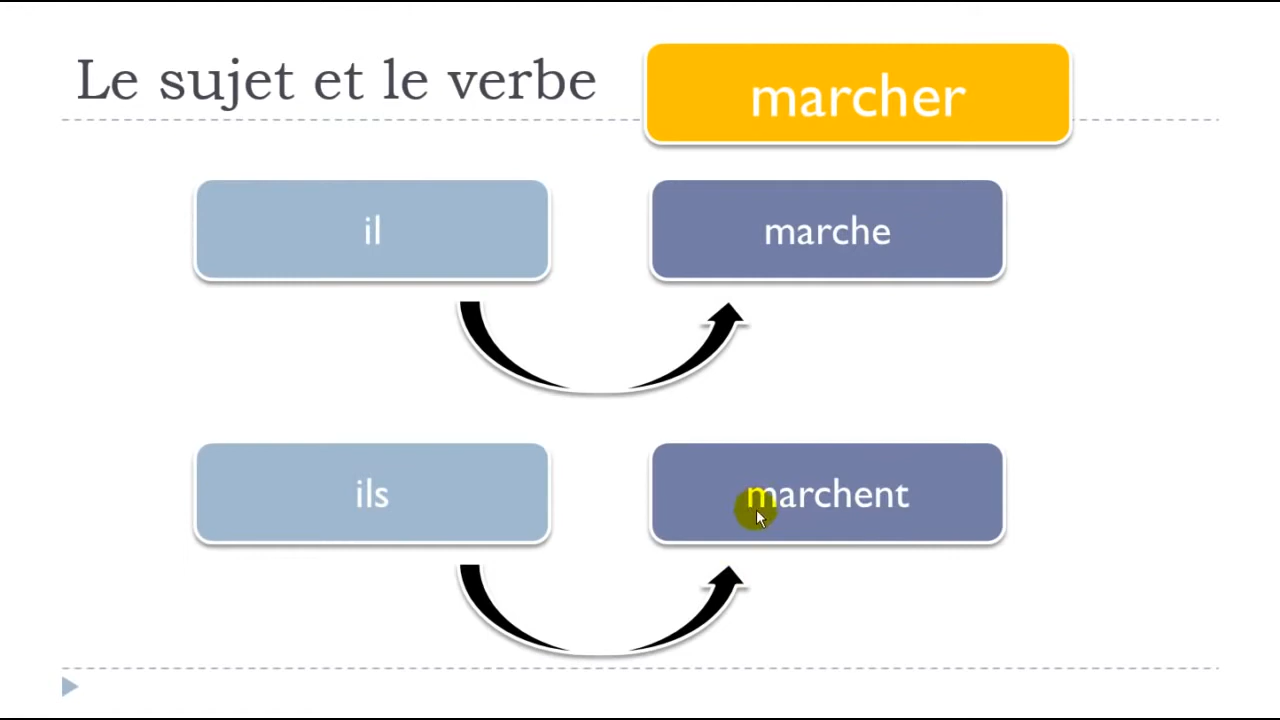 Le sujet et le verbe
marcher
il
marche
ils
marchent